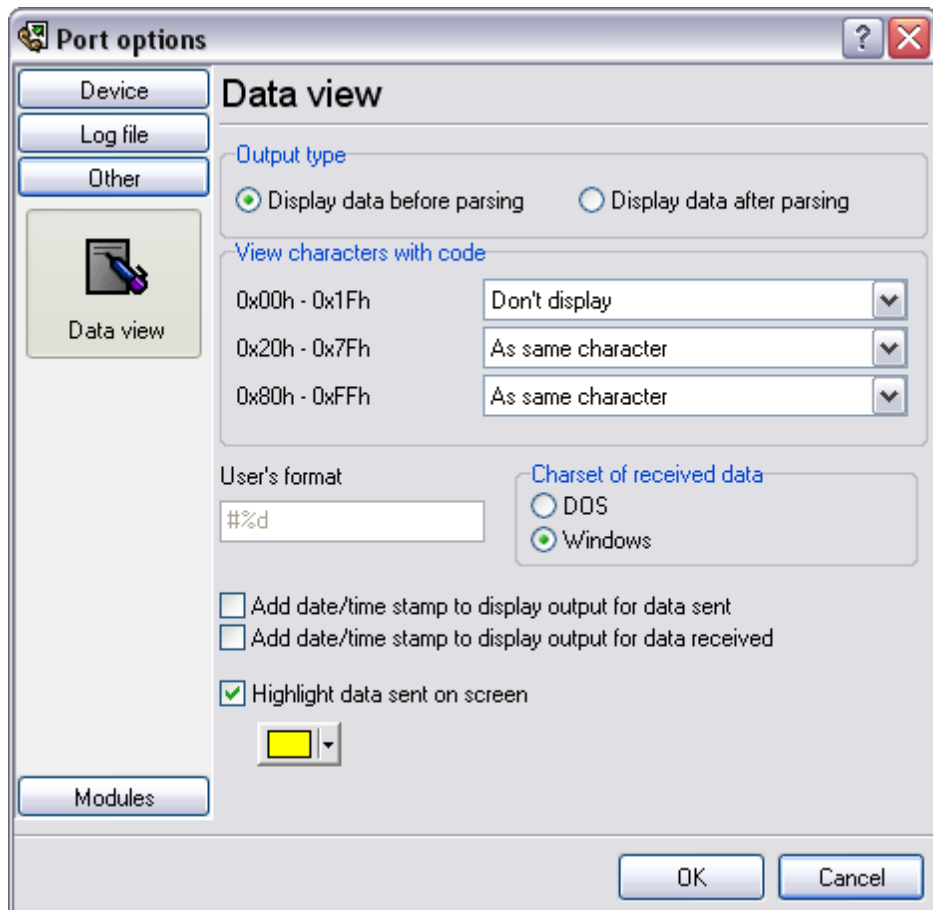 Port options
Device
Log file
Other
Data view
Modules
Data view
Output type
Display data before parsing Display data after parsing
View characters with code
0x00h - 0x1Fh Don't display
0x20h - 0x7Fh As same character
0x80h - 0xFFh As same character
User's format
#%d
Charset of received data
DOS
Windows
Add date/time stamp to display output for data sent
Add date/time stamp to display output for data received
Highlight data sent on screen
OK Cancel